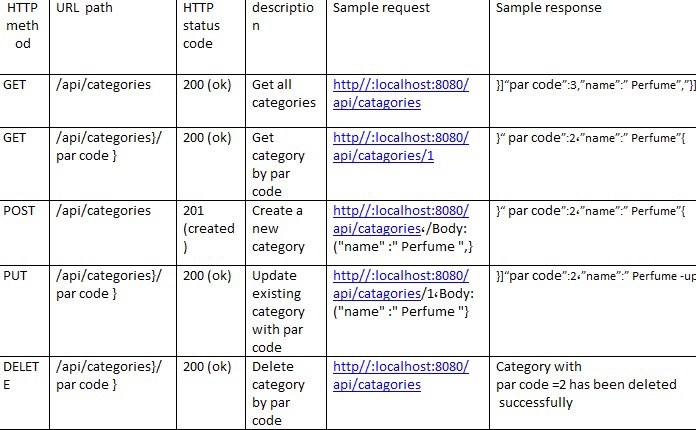 HTTP meth od | URL path | HTTP status code | descriptio n | Sample request | Sample response
GET | /api/categories | 200 (ok) | Get all categories | http//:localhost:8080/ api/catagories | }]“par code”:3,”name”:” Perfume”,”}]
GET | /api/categories}/ par code } | 200 (ok) | Get category by par code | http//:localhost:8080/ api/catagories/1 | }“ par code”:2،”name”:” Perfume”{
POST | /api/categories | 201 (created ) | Create a new category | http//:localhost:8080/ api/catagories،/Body: ("name" :" Perfume ",} | }“ par code”:2،”name”:” Perfume”{
PUT | /api/categories}/ par code } | 200 (ok) | Update existing category with par code | http//:localhost:8080/ api/catagories/1،Body: ("name" :" Perfume "} | }]“par code”:2،”name”:” Perfume -up
DELET E | /api/categories}/ par code } | 200 (ok) | Delete category by par code | http//:localhost:8080/ api/catagories | Category with par code =2 has been deleted successfully